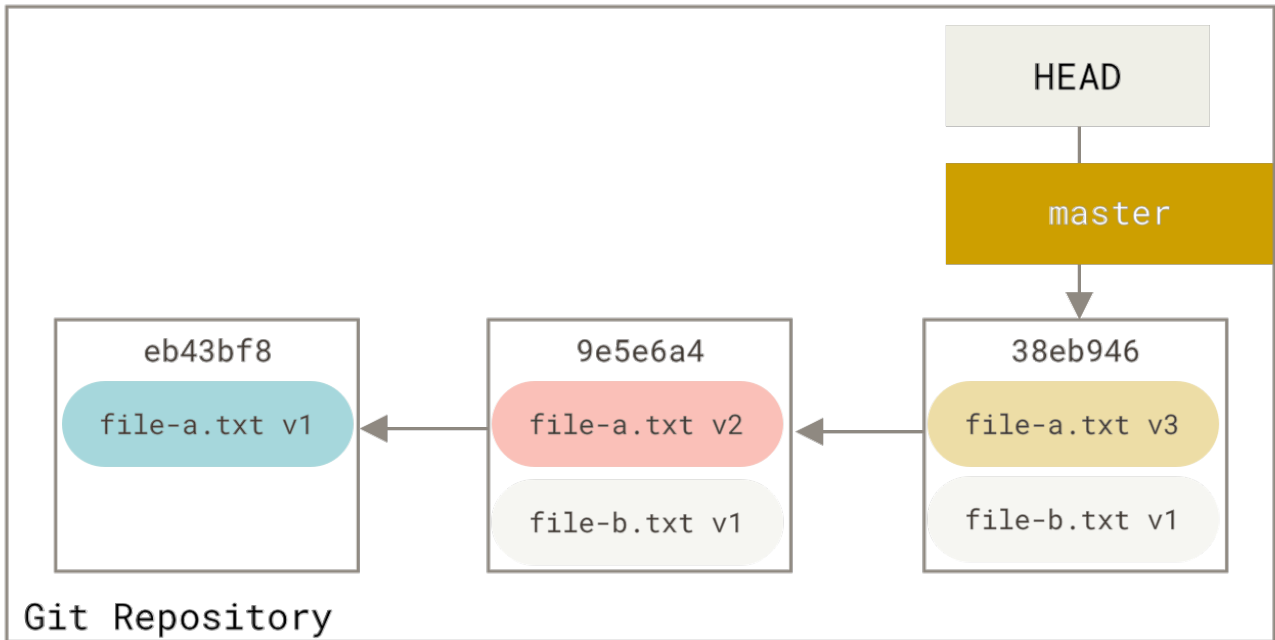 HEAD
master
eb43bf8
9e5e6a4
38eb946
file-a.txt v1
file-a.txt v2
file-a.txt v3
file-b.txt v1
file-b.txt v1
Git Repository